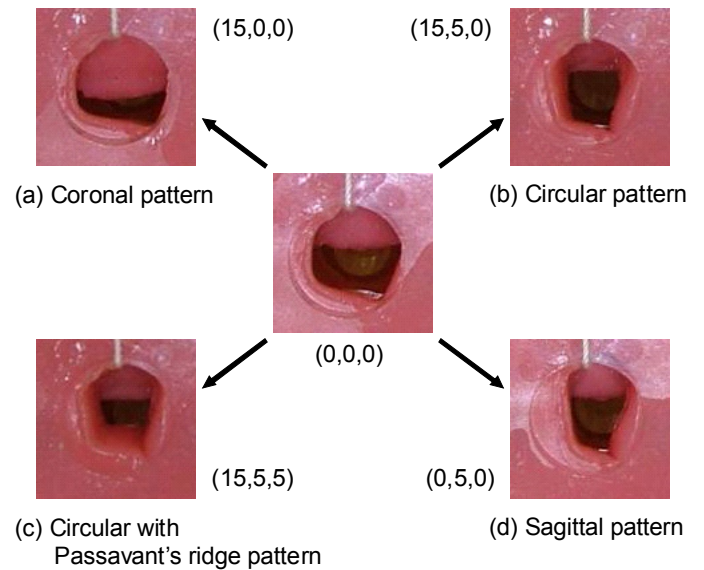 (15,0,0)
(15,5,0)
(a) Coronal pattern
(b) Circular pattern
(0,0,0)
(15,5,5)
(0,5,0)
(c) Circular with
Passavant's ridge pattern
(d) Sagittal pattern